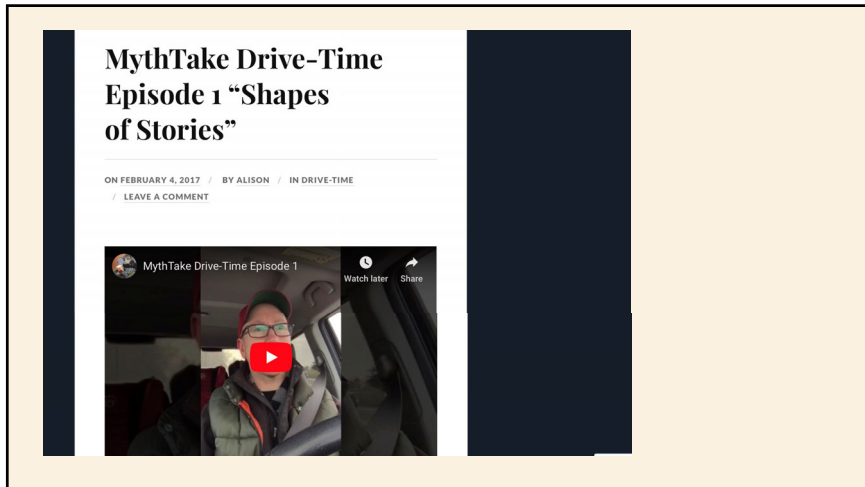 MythTake Drive-Time
Episode 1 “Shapes
of Stories”
ON FEBRUARY 4, 2017 / BY ALISON / IN DRIVE-TIME
/ LEAVE A COMMENT
MythTake Drive-Time Episode 1
Watch later Share